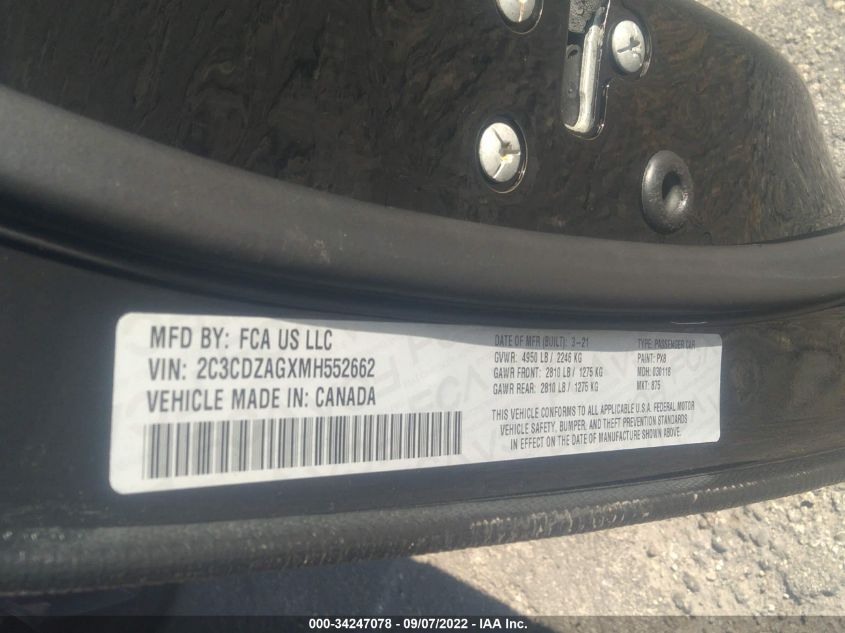 MFD BY: FCA US LLC
VIN: 2C3CDZAGXMH552662
VEHICLE MADE IN: CANADA
DATE OF MFR (BUILT): 3-21
GVWR: 4950 LB / 2246 KG
GAWR FRONT: 2810 LB / 1275 KG
GAWR REAR: 2810 LB / 1275 KG
TYPE: PASSENGER CAR
PAINT: PX8
MDH: 030118
MKT: 875
THIS VEHICLE CONFORMS TO ALL APPLICABLE U.S.A. FEDERAL MOTOR
VEHICLE SAFETY, BUMPER, AND THEFT PREVENTION STANDARDS
IN EFFECT ON THE DATE OF MANUFACTURE SHOWN ABOVE.
000-34247078 - 09/07/2022 - IAA Inc.